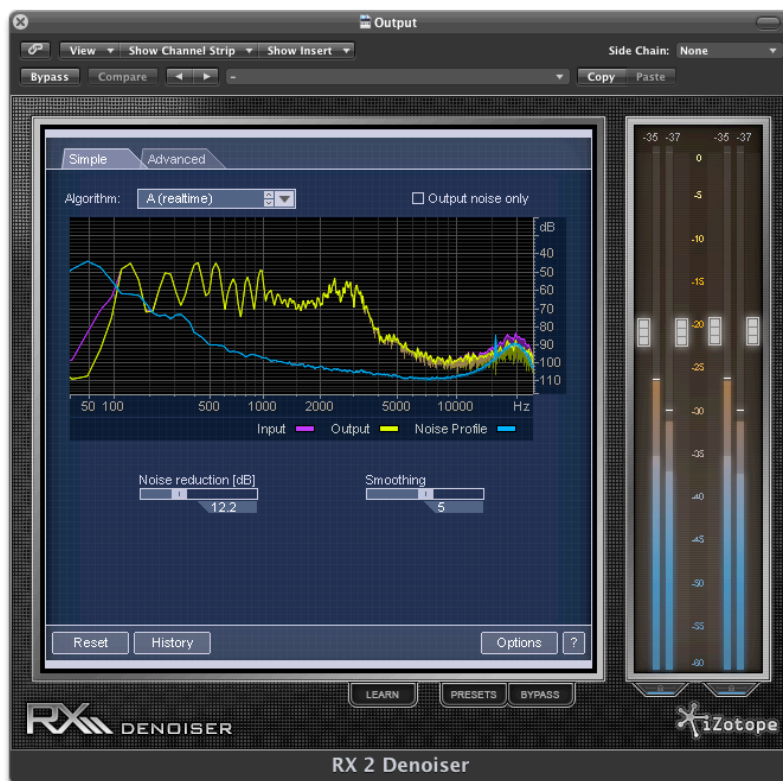 Output
View Show Channel Strip Show Insert Side Chain: None
Bypass Compare - Copy Paste
Simple Advanced
Algorithm: A (realtime) Output noise only
dB
-40
-50
-60
-70
-80
-90
-100
-110
50 100 500 1000 2000 5000 10000 Hz
Input Output Noise Profile
Noise reduction [dB] Smoothing
12.2 5
Reset History Options ?
-35 -37 -35 -37
0
-5
-10
-15
-20
-25
-30
-35
-40
-45
-50
-55
-60
LEARN PRESETS BYPASS
RX DENOISER iZotope
RX 2 Denoiser